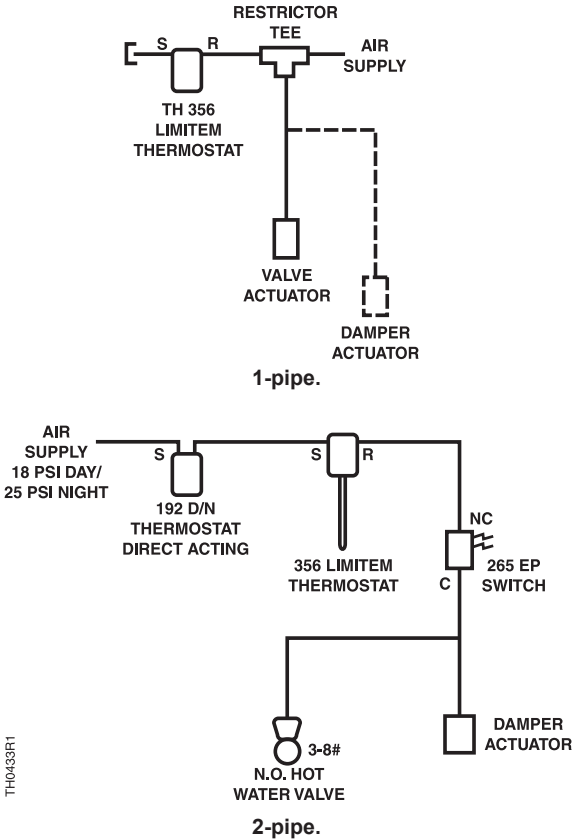 RESTRICTOR
TEE
S
R
AIR
SUPPLY
TH 356
LIMITEM
THERMOSTAT
VALVE
ACTUATOR
DAMPER
ACTUATOR
1-pipe.
AIR
SUPPLY
18 PSI DAY/
25 PSI NIGHT
S
192 D/N
THERMOSTAT
DIRECT ACTING
S
R
356 LIMITEM
THERMOSTAT
NC
265 EP
SWITCH
C
3-8#
N.O. HOT
WATER VALVE
DAMPER
ACTUATOR
TH0433R1
2-pipe.